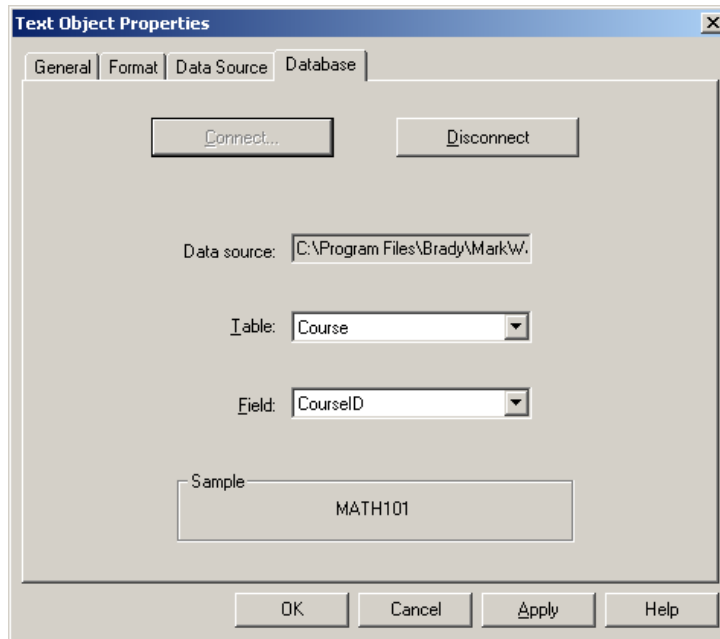 Text Object Properties
General Format Data Source Database
Connect... Disconnect
Data source: C:\Program Files\Brady\MarkW
Table: Course
Field: CourseID
Sample
MATH101
OK Cancel Apply Help